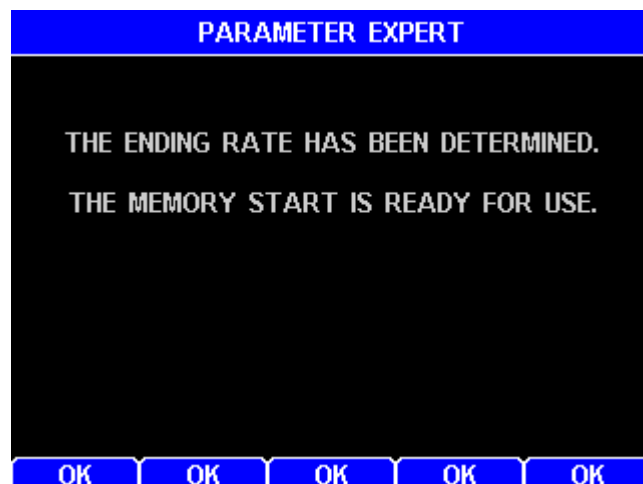 PARAMETER EXPERT
THE ENDING RATE HAS BEEN DETERMINED.
THE MEMORY START IS READY FOR USE.
OK OK OK OK OK